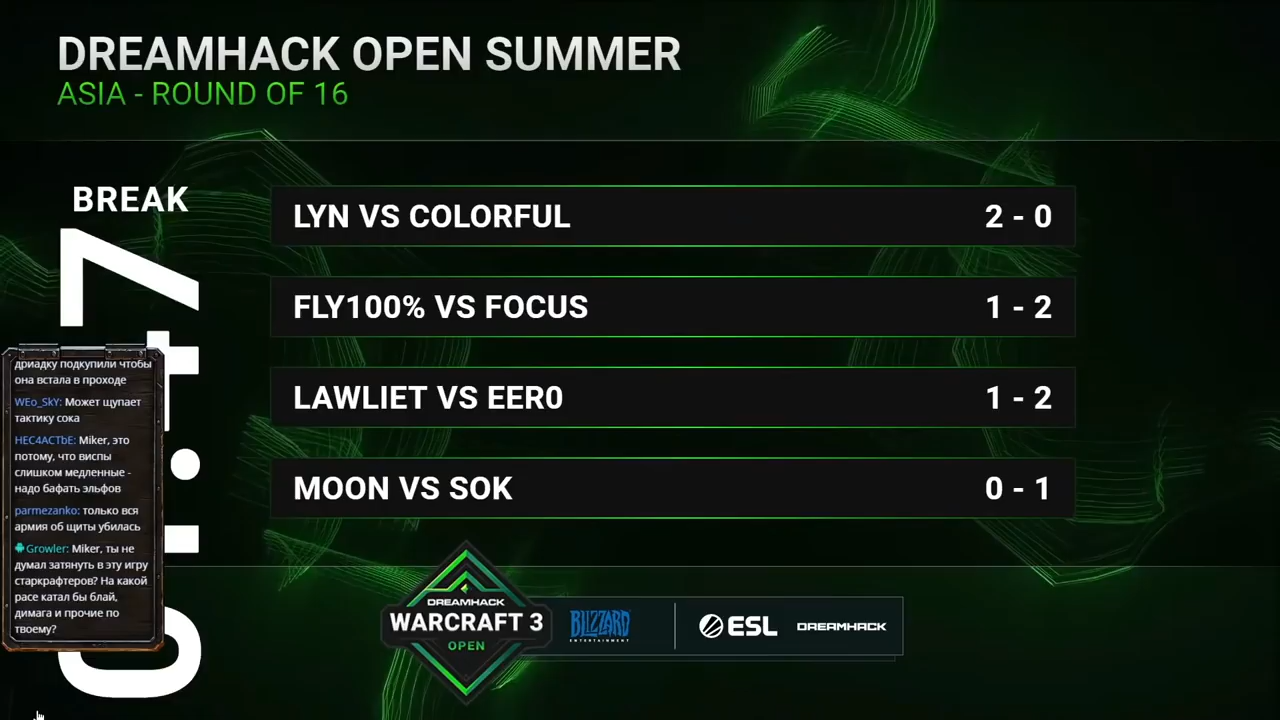 DREAMHACK OPEN SUMMER
ASIA - ROUND OF 16
BREAK
LYN VS COLORFUL 2 - 0
FLY100% VS FOCUS 1 - 2
LAWLIET VS EER0 1 - 2
MOON VS SOK 0 - 1
дриадку подкупили чтобы
она встала в проходе
WEo_SkY: Может щупает
тактику сока
HEC4ACTbE: Miker, это
потому, что виспы
слишком медленные -
надо бафать эльфов
parmezanko: только вся
армия об щиты убилась
Growler: Miker, ты не
думал затянуть в эту игру
старкрафтеров? На какой
расе катал бы блай,
димага и прочие по
твоему?
DREAMHACK
WARCRAFT 3
OPEN
BLIZZARD
ENTERTAINMENT
ESL
DREAMHACK